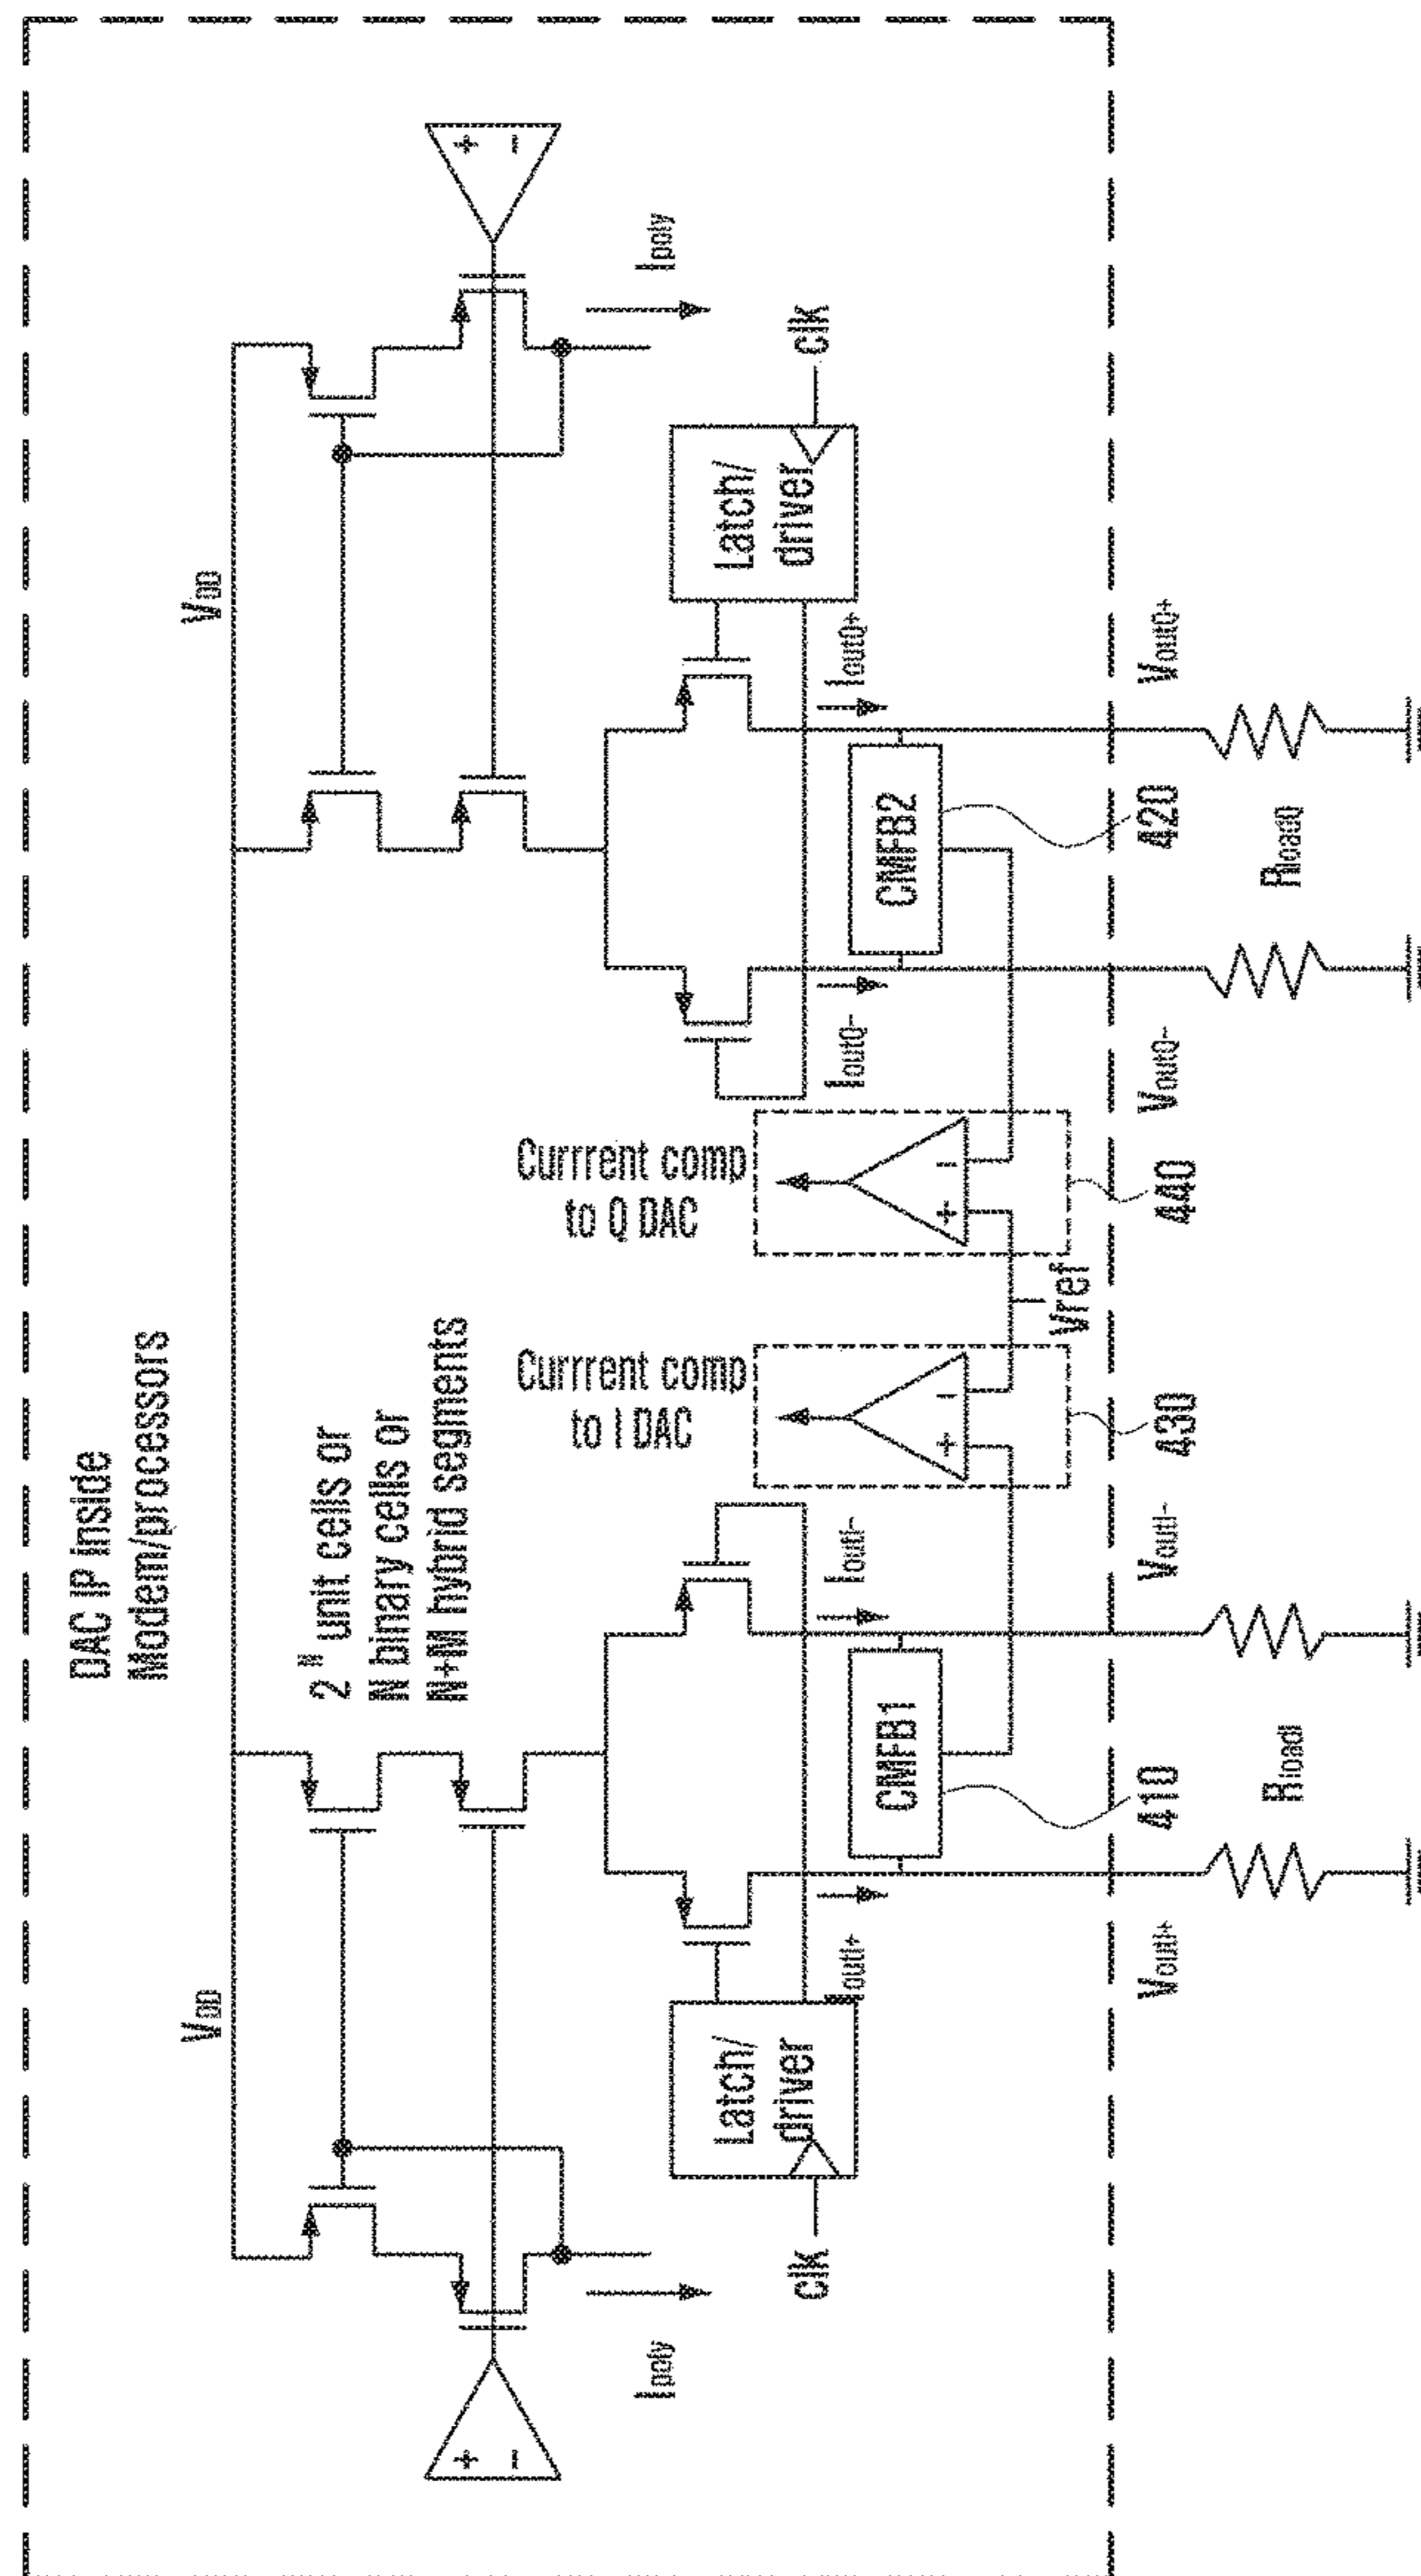 DAC IP inside
Modem/processors
VDD
VDD
2^N unit cells or
N binary cells or
N+M hybrid segments
+
−
+
−
Ipoly
Ipoly
Currrent comp
to I DAC
Currrent comp
to Q DAC
Latch/
driver
Latch/
driver
clk
clk
IoutI+
IoutI-
IoutQ-
IoutQ+
CMFB1
CMFB2
+
−
+
−
Vref
410
430
440
420
VoutI+
VoutI-
VoutQ-
VoutQ+
RloadI
RloadQ